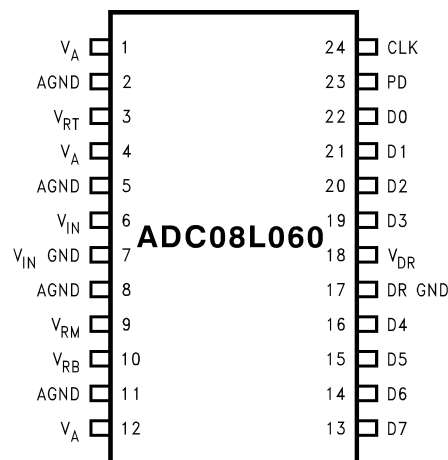 V_A 1 24 CLK
AGND 2 23 PD
V_RT 3 22 D0
V_A 4 21 D1
AGND 5 20 D2
V_IN 6 19 D3
ADC08L060
V_IN GND 7 18 V_DR
AGND 8 17 DR GND
V_RM 9 16 D4
V_RB 10 15 D5
AGND 11 14 D6
V_A 12 13 D7